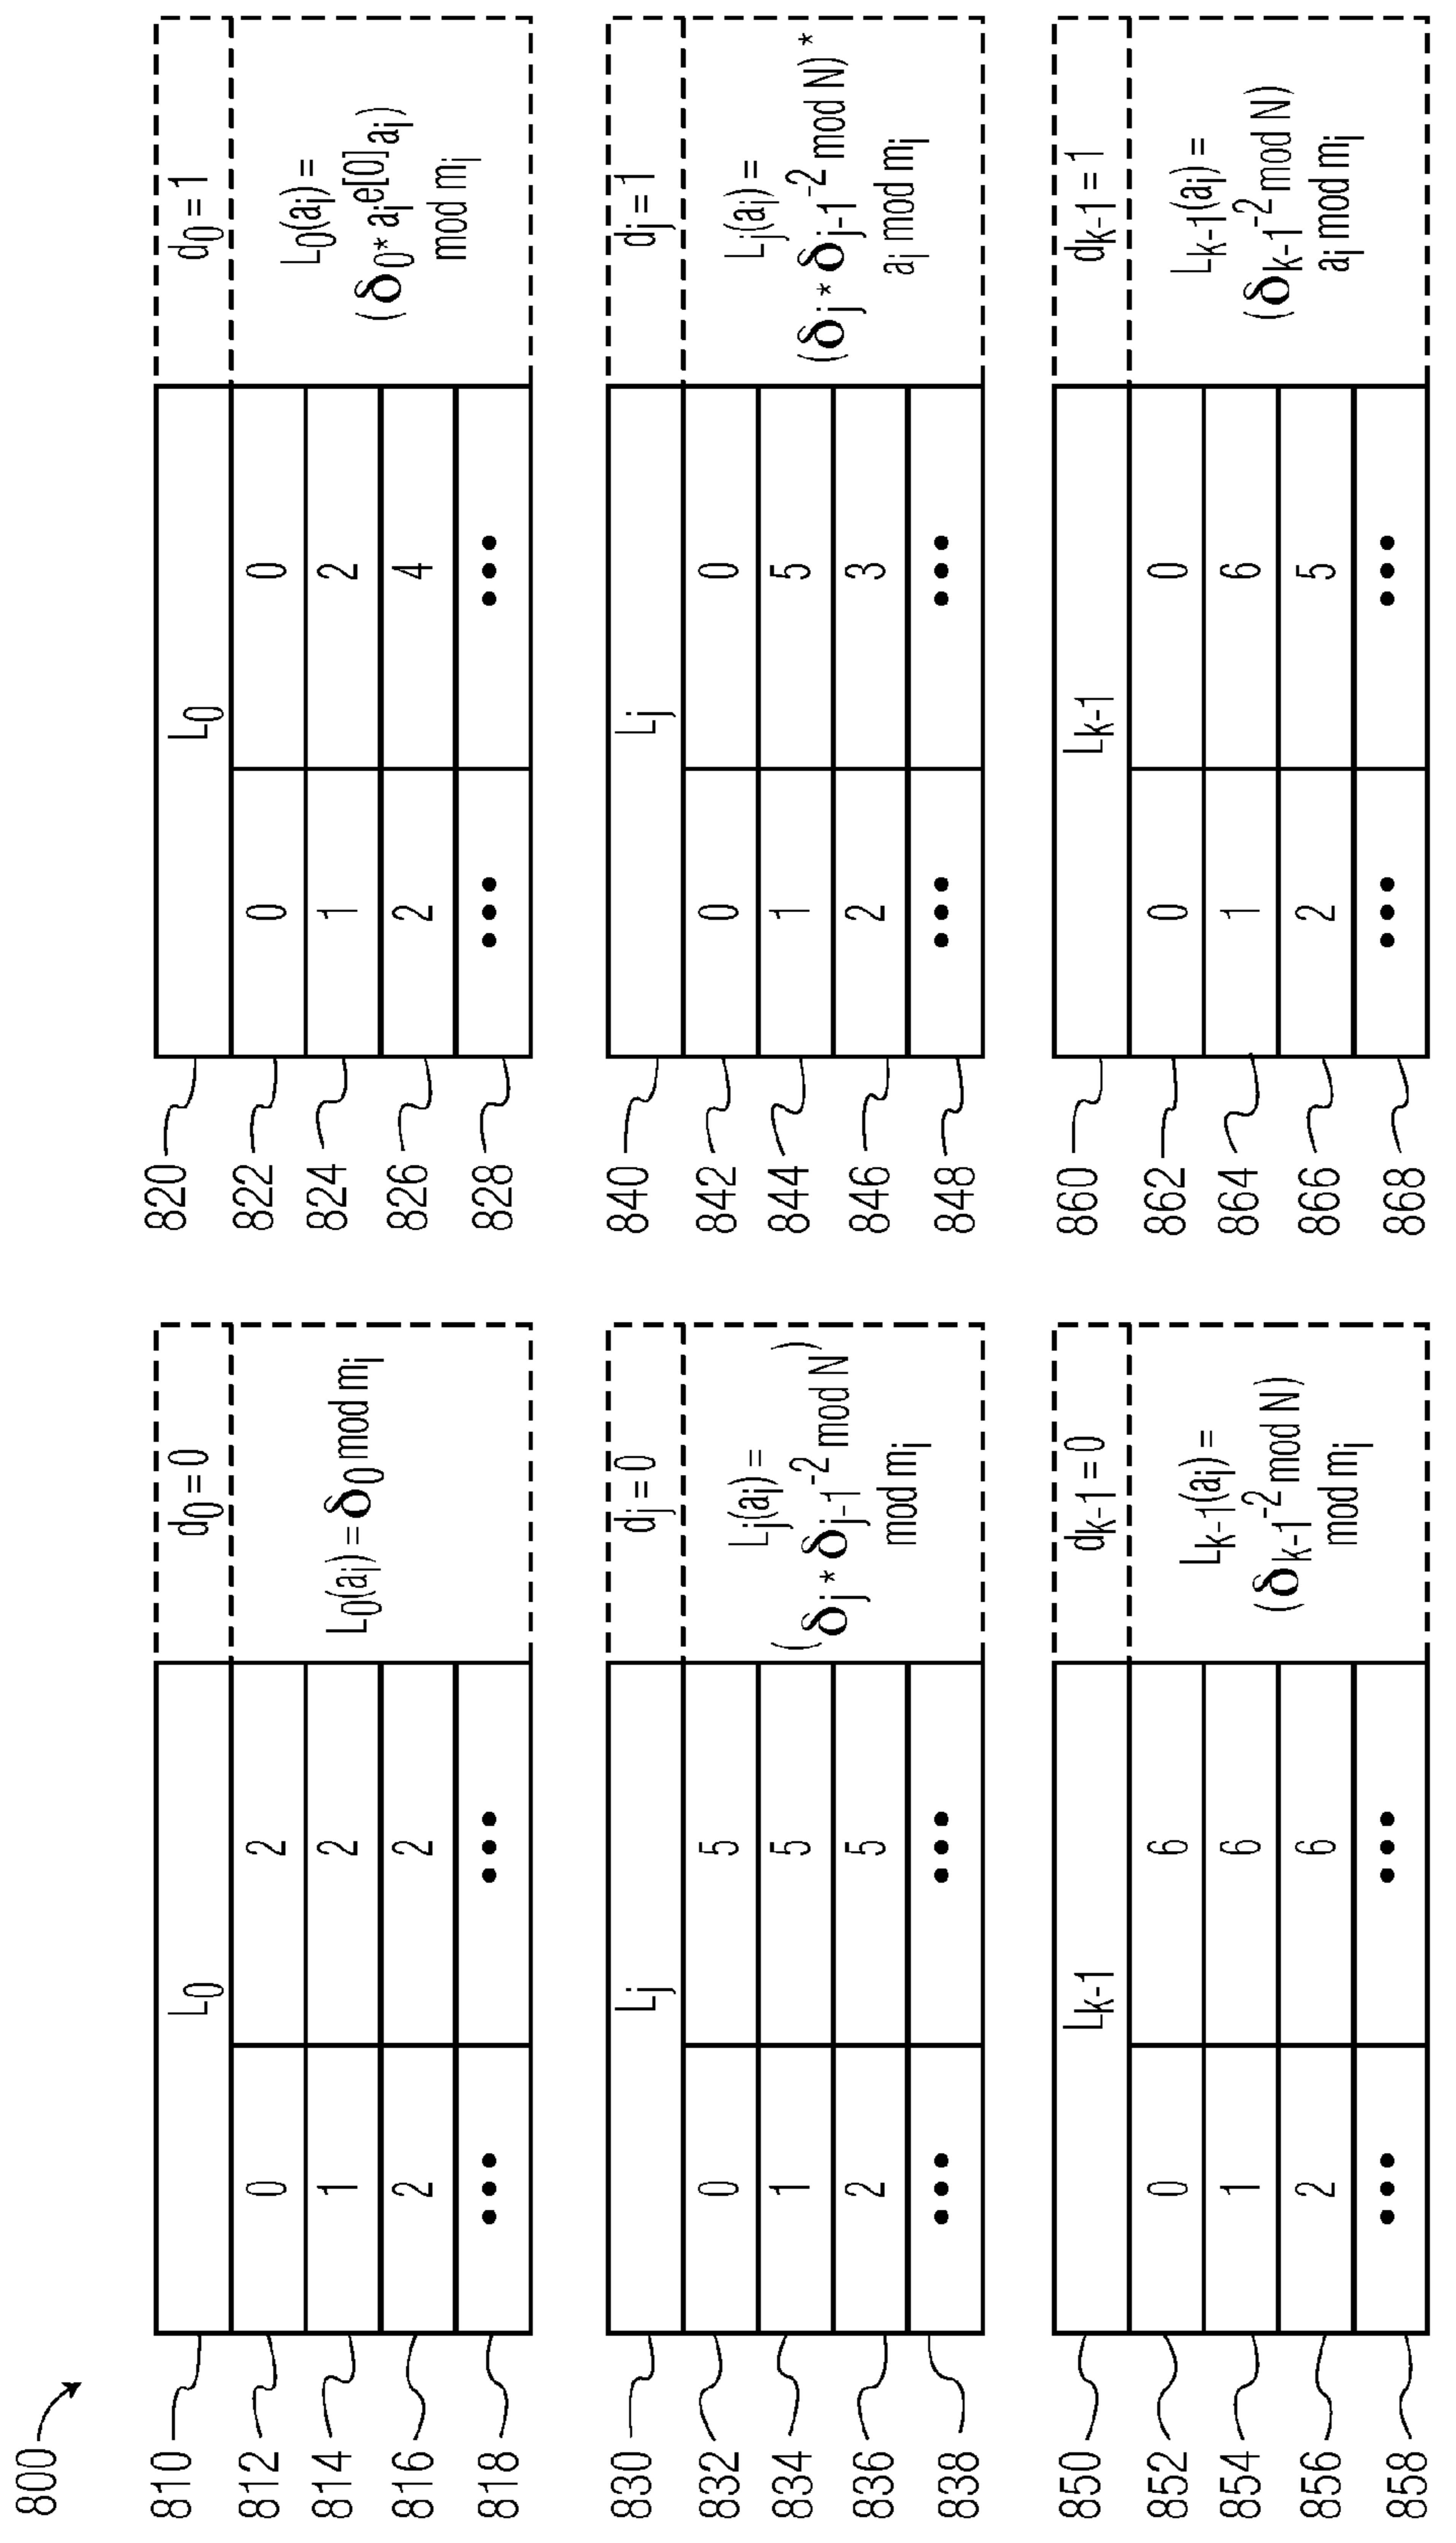 800
810 L₀ d₀ = 0
812 0 2
814 1 2
816 2 2
818 ●●● ●●●
L₀(aᵢ) = δ₀ mod mᵢ
820 L₀ d₀ = 1
822 0 0
824 1 2
826 2 4
828 ●●● ●●●
L₀(aᵢ) =
(δ₀* aᵢᵉ[⁰] aᵢ)
mod mᵢ
830 Lⱼ dⱼ = 0
832 0 5
834 1 5
836 2 5
838 ●●● ●●●
Lⱼ(aᵢ) =
(δⱼ * δⱼ₋₁⁻² mod N)
mod mᵢ
840 Lⱼ dⱼ = 1
842 0 0
844 1 5
846 2 3
848 ●●● ●●●
Lⱼ(aᵢ) =
(δⱼ * δⱼ₋₁⁻² mod N) *
aᵢ mod mᵢ
850 Lₖ₋₁ dₖ₋₁ = 0
852 0 6
854 1 6
856 2 6
858 ●●● ●●●
Lₖ₋₁(aᵢ) =
(δₖ₋₁⁻² mod N)
mod mᵢ
860 Lₖ₋₁ dₖ₋₁ = 1
862 0 0
864 1 6
866 2 5
868 ●●● ●●●
Lₖ₋₁(aᵢ) =
(δₖ₋₁⁻² mod N)
aᵢ mod mᵢ